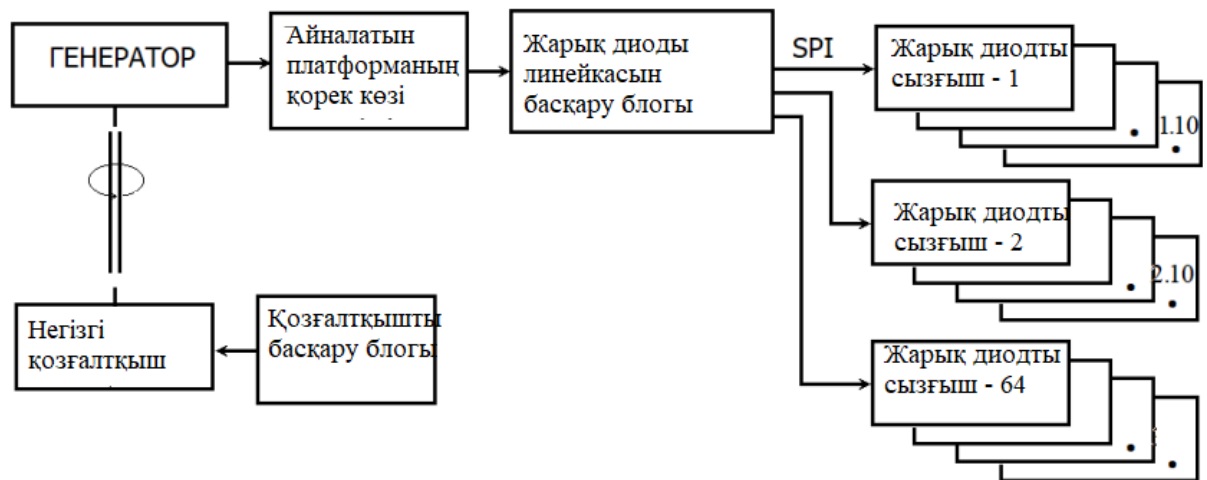 ГЕНЕРАТОР
Айналатын
платформаның
қорек көзі
Жарық диоды
линейкасын
басқару блогы
SPI
Жарық диодты
сызғыш - 1
1.10
Жарық диодты
сызғыш - 2
2.10
Жарық диодты
сызғыш - 64
Негізгі
қозғалтқыш
Қозғалтқышты
басқару блогы